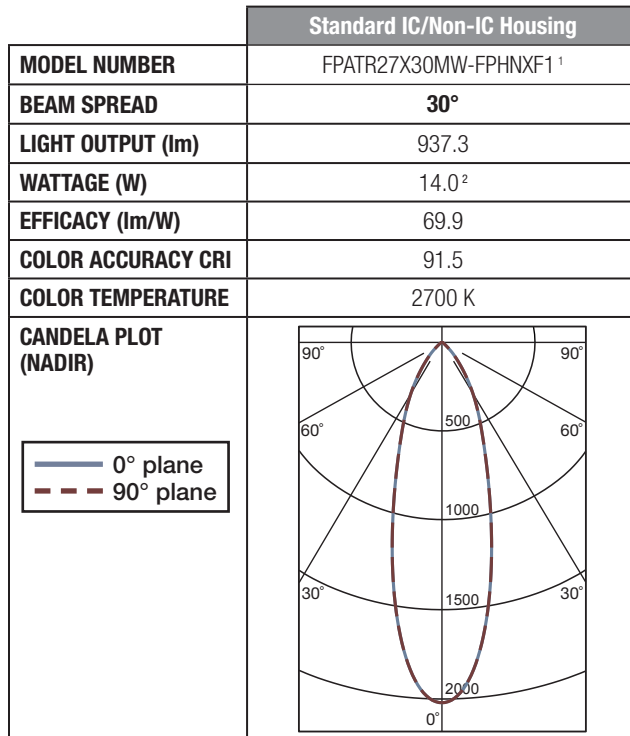 Standard IC/Non-IC Housing
MODEL NUMBER FPATR27X30MW-FPHNXF1 ¹
BEAM SPREAD 30°
LIGHT OUTPUT (lm) 937.3
WATTAGE (W) 14.0 ²
EFFICACY (lm/W) 69.9
COLOR ACCURACY CRI 91.5
COLOR TEMPERATURE 2700 K
CANDELA PLOT
(NADIR)
0° plane
90° plane
90° 90°
500
60° 60°
1000
30° 30°
1500
2000
0°